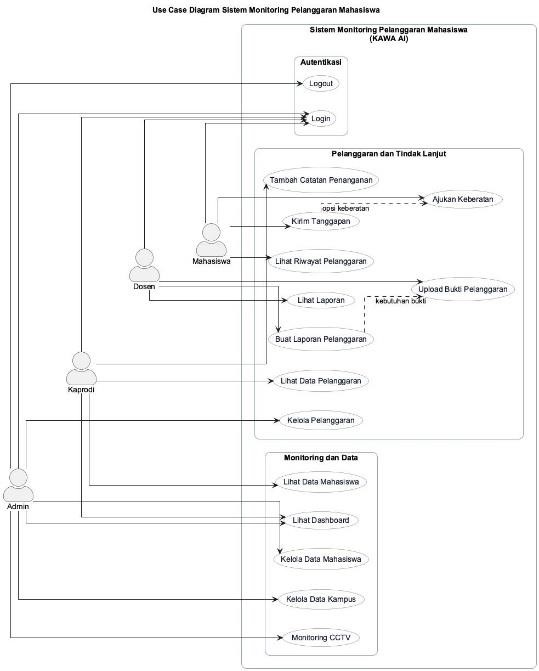 Use Case Diagram Sistem Monitoring Pelanggaran Mahasiswa
Sistem Monitoring Pelanggaran Mahasiswa
(KAWA AI)
Autentikasi
Logout
Login
Pelanggaran dan Tindak Lanjut
Tambah Catatan Penanganan
Ajukan Keberatan
opsi keberatan
Kirim Tanggapan
Mahasiswa
Lihat Riwayat Pelanggaran
Dosen
Upload Bukti Pelanggaran
Lihat Laporan
kebutuhan bukti
Buat Laporan Pelanggaran
Lihat Data Pelanggaran
Kaprodi
Kelola Pelanggaran
Monitoring dan Data
Lihat Data Mahasiswa
Admin
Lihat Dashboard
Kelola Data Mahasiswa
Kelola Data Kampus
Monitoring CCTV